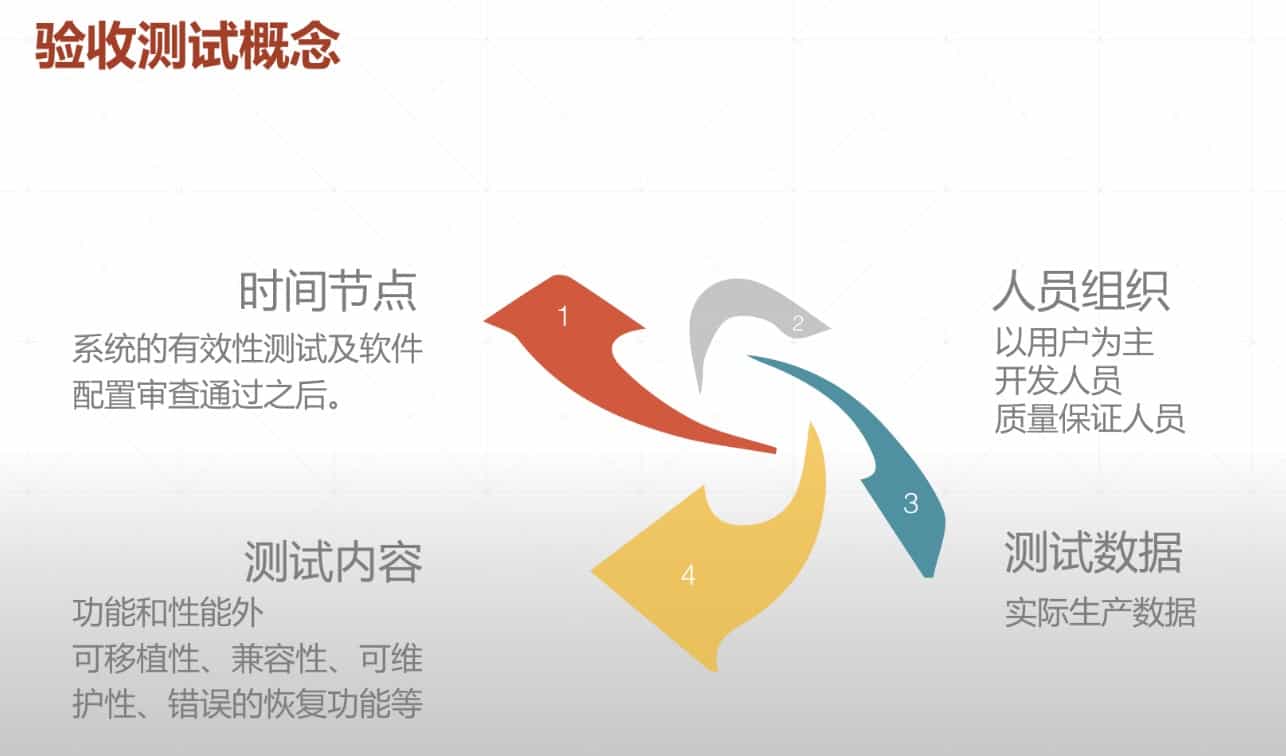 验收测试概念
时间节点
系统的有效性测试及软件
配置审查通过之后。
1
2
人员组织
以用户为主
开发人员
质量保证人员
3
测试数据
实际生产数据
4
测试内容
功能和性能外
可移植性、兼容性、可维
护性、错误的恢复功能等